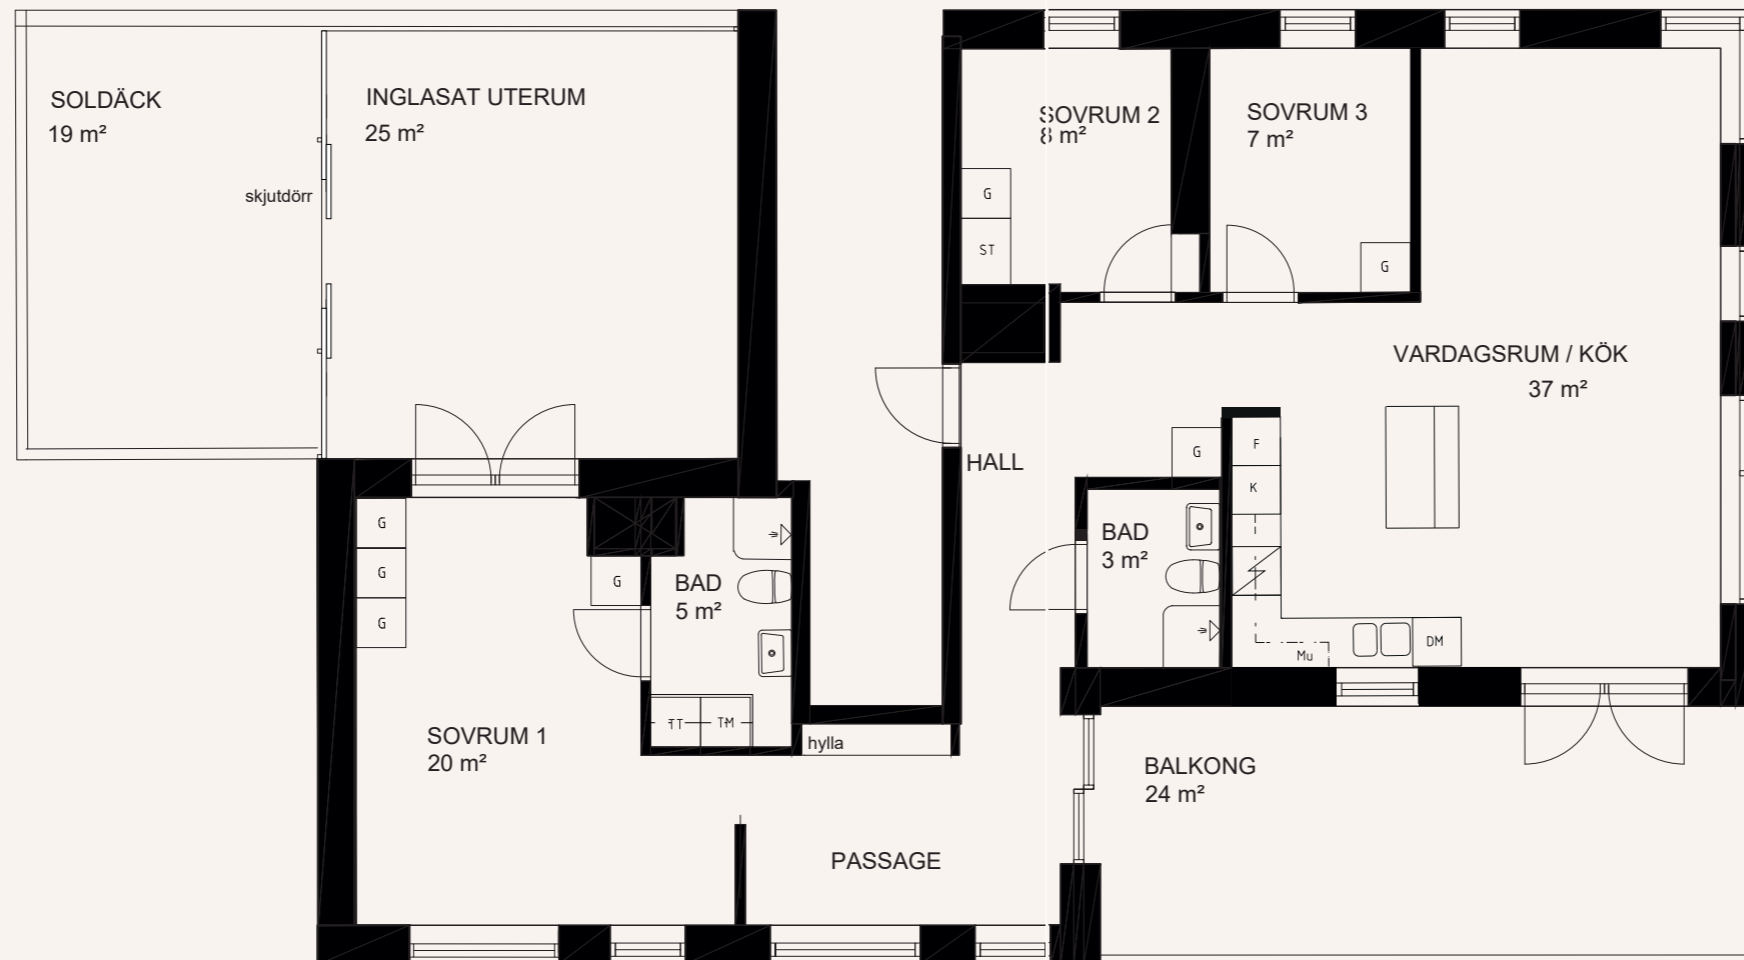 SOLDÄCK
19 m²
INGLASAT UTERUM
25 m²
skjutdörr
SOVRUM 2
8 m²
SOVRUM 3
7 m²
G
ST
G
VARDAGSRUM / KÖK
37 m²
HALL
G
F
K
BAD
3 m²
Mu
DM
G
G
G
G
BAD
5 m²
TT
TM
hylla
SOVRUM 1
20 m²
BALKONG
24 m²
PASSAGE